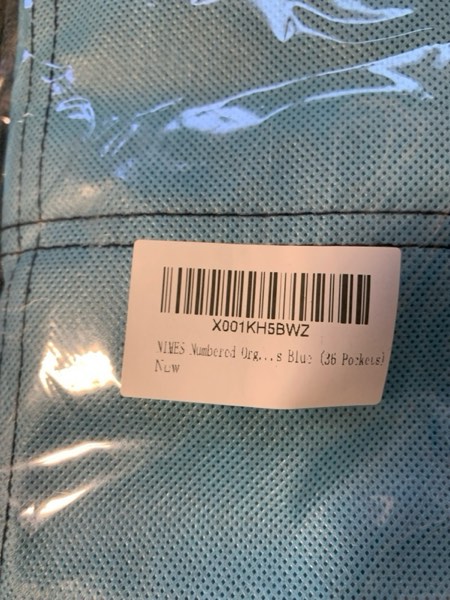 X001KH5BWZ
NIMES Numbered Org...s Blue (36 Pockets)
New